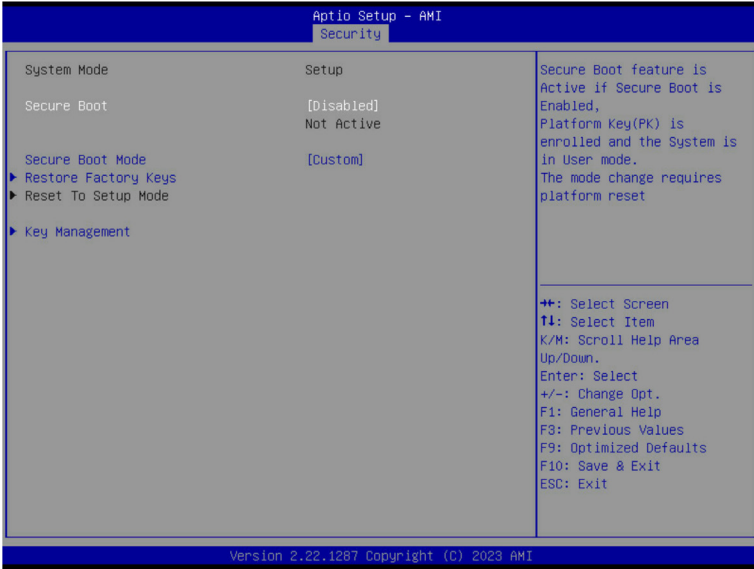 Aptio Setup – AMI
Security
System Mode Setup
Secure Boot [Disabled]
Not Active
Secure Boot Mode [Custom]
▶ Restore Factory Keys
▶ Reset To Setup Mode
▶ Key Management
Secure Boot feature is
Active if Secure Boot is
Enabled,
Platform Key(PK) is
enrolled and the System is
in User mode.
The mode change requires
platform reset
→←: Select Screen
↑↓: Select Item
K/M: Scroll Help Area
Up/Down.
Enter: Select
+/-: Change Opt.
F1: General Help
F3: Previous Values
F9: Optimized Defaults
F10: Save & Exit
ESC: Exit
Version 2.22.1287 Copyright (C) 2023 AMI